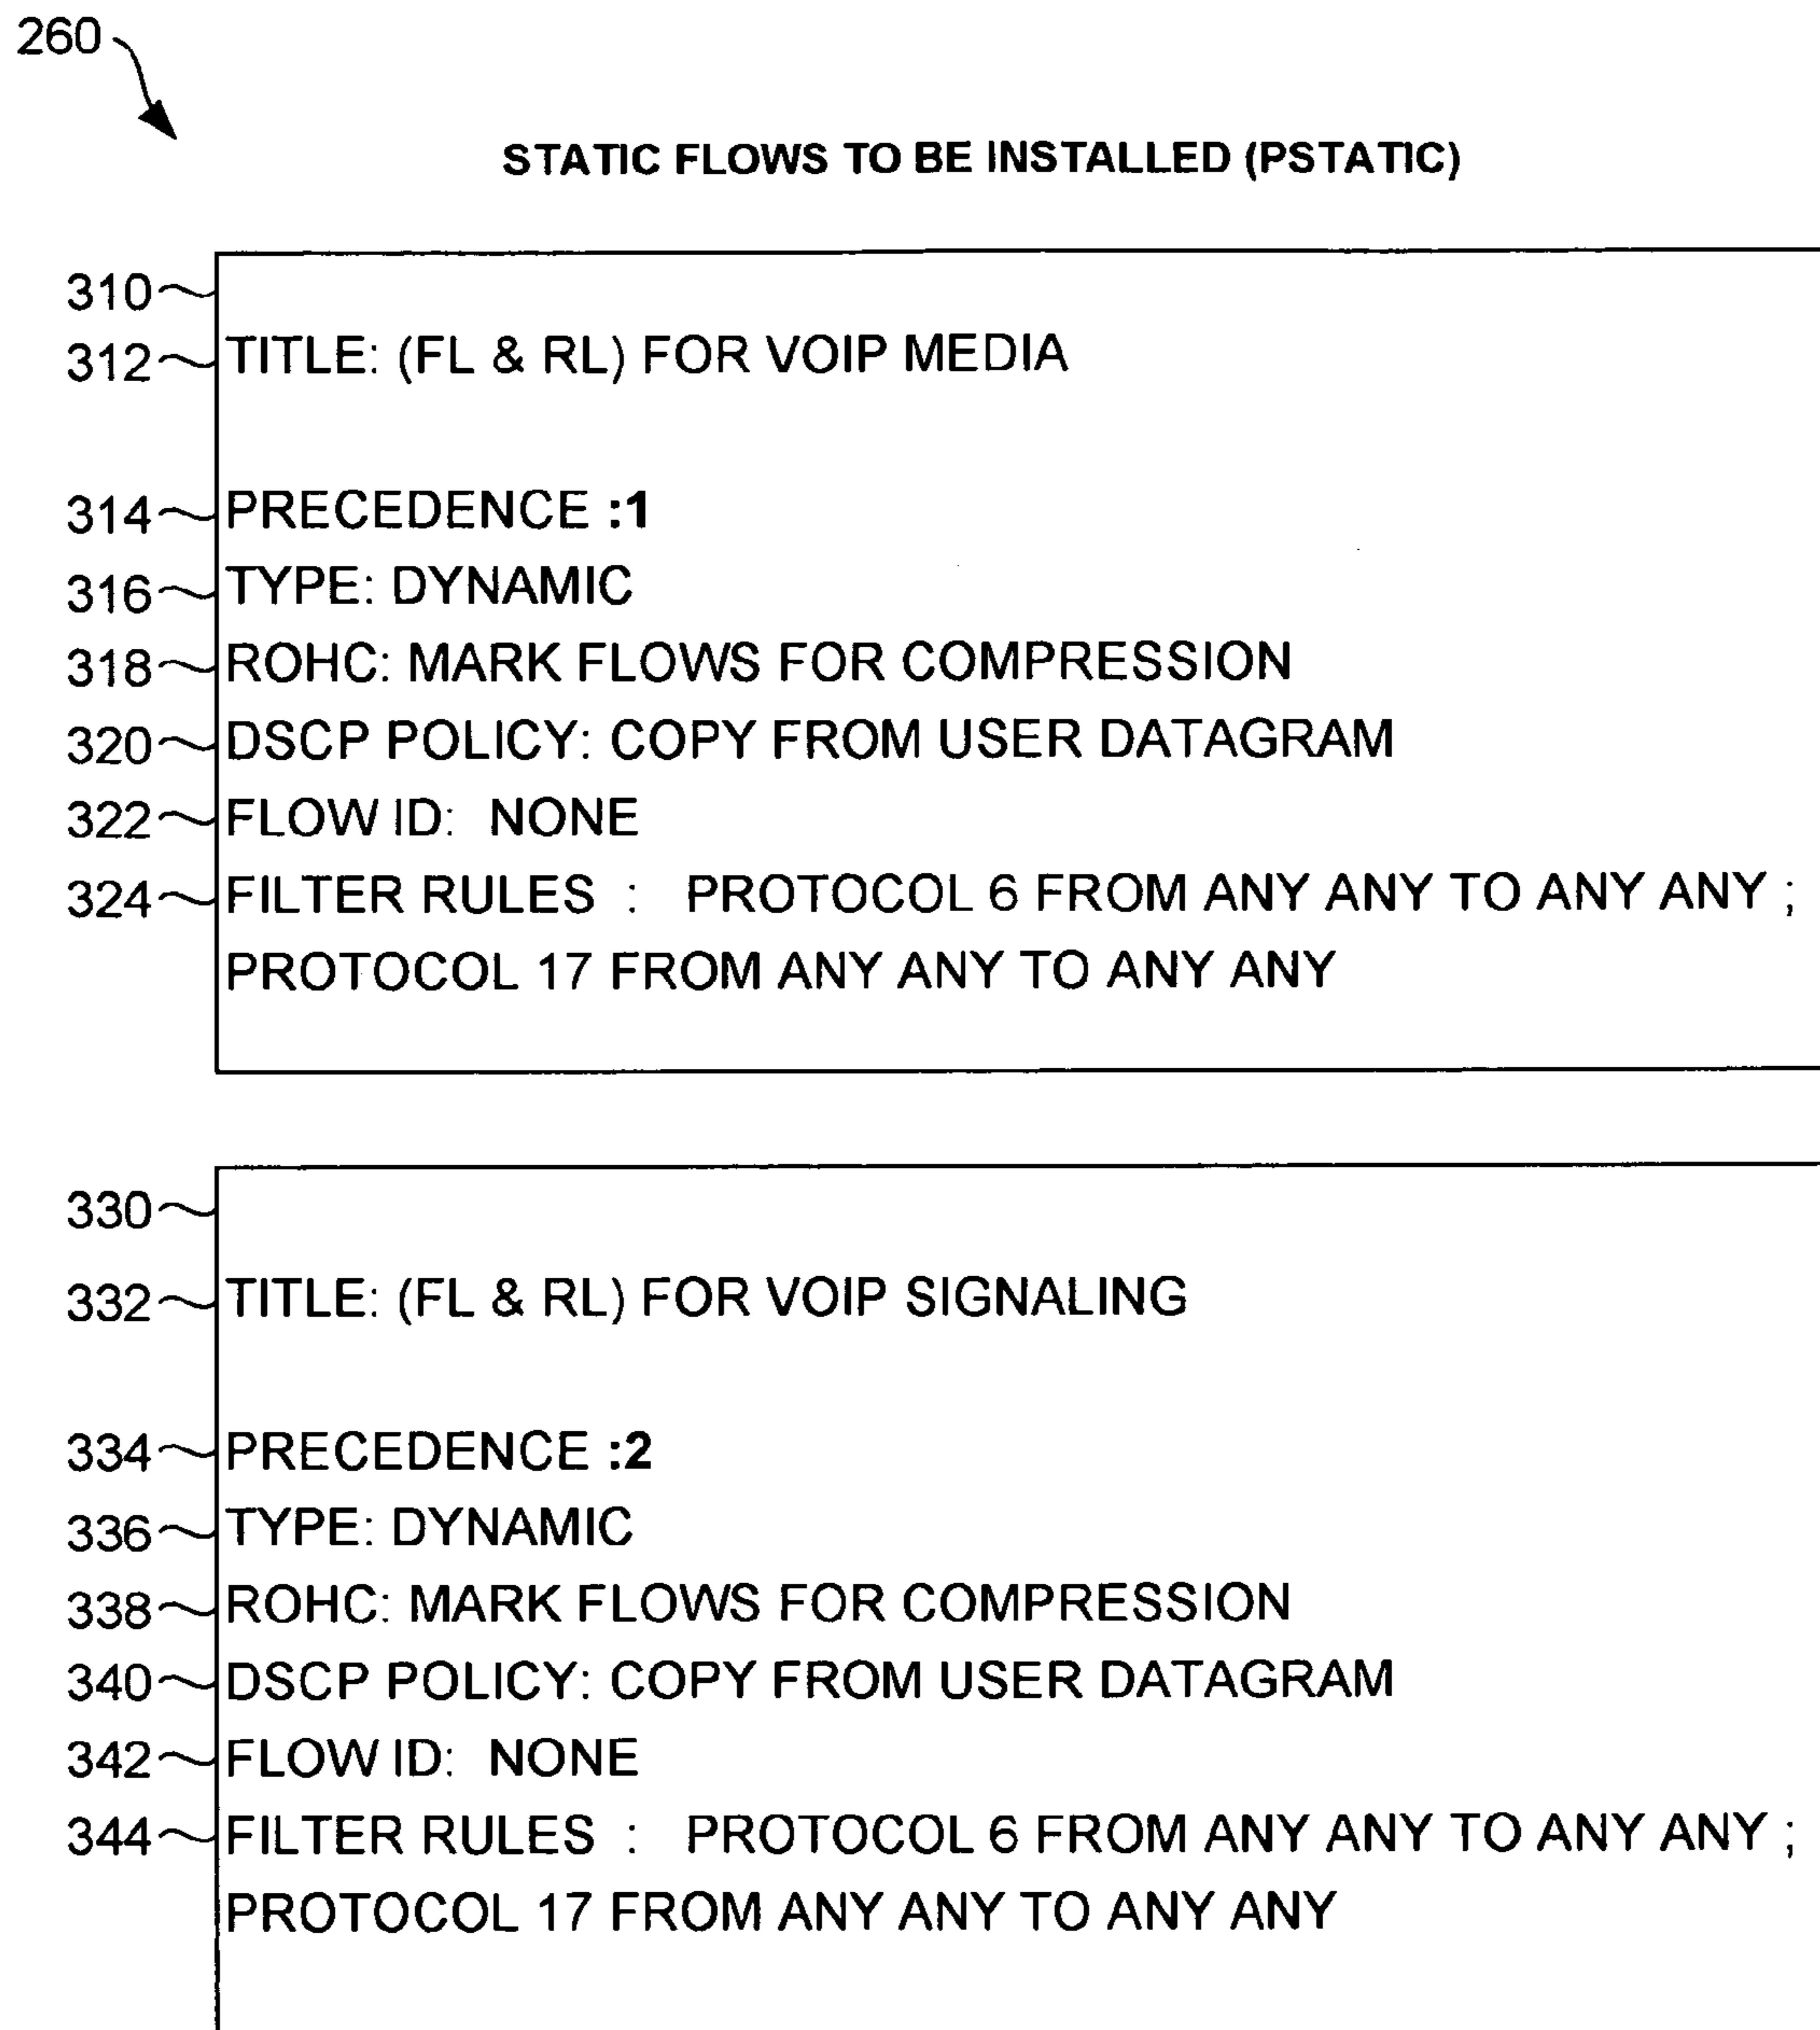 260
STATIC FLOWS TO BE INSTALLED (PSTATIC)
310
312 TITLE: (FL & RL) FOR VOIP MEDIA
314 PRECEDENCE :1
316 TYPE: DYNAMIC
318 ROHC: MARK FLOWS FOR COMPRESSION
320 DSCP POLICY: COPY FROM USER DATAGRAM
322 FLOW ID: NONE
324 FILTER RULES : PROTOCOL 6 FROM ANY ANY TO ANY ANY ;
PROTOCOL 17 FROM ANY ANY TO ANY ANY
330
332 TITLE: (FL & RL) FOR VOIP SIGNALING
334 PRECEDENCE :2
336 TYPE: DYNAMIC
338 ROHC: MARK FLOWS FOR COMPRESSION
340 DSCP POLICY: COPY FROM USER DATAGRAM
342 FLOW ID: NONE
344 FILTER RULES : PROTOCOL 6 FROM ANY ANY TO ANY ANY ;
PROTOCOL 17 FROM ANY ANY TO ANY ANY